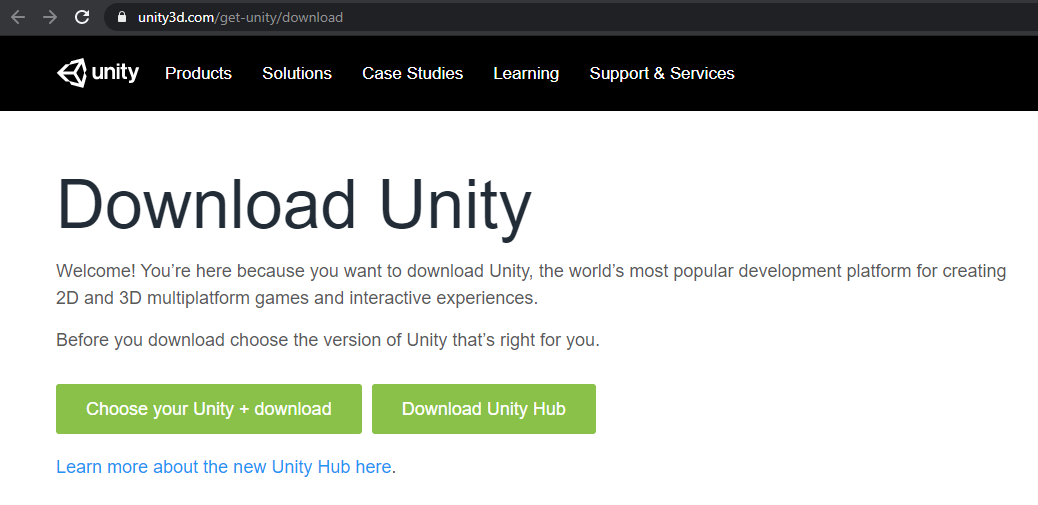 unity3d.com/get-unity/download
unity Products Solutions Case Studies Learning Support & Services
Download Unity
Welcome! You’re here because you want to download Unity, the world’s most popular development platform for creating
2D and 3D multiplatform games and interactive experiences.
Before you download choose the version of Unity that’s right for you.
Choose your Unity + download Download Unity Hub
Learn more about the new Unity Hub here.